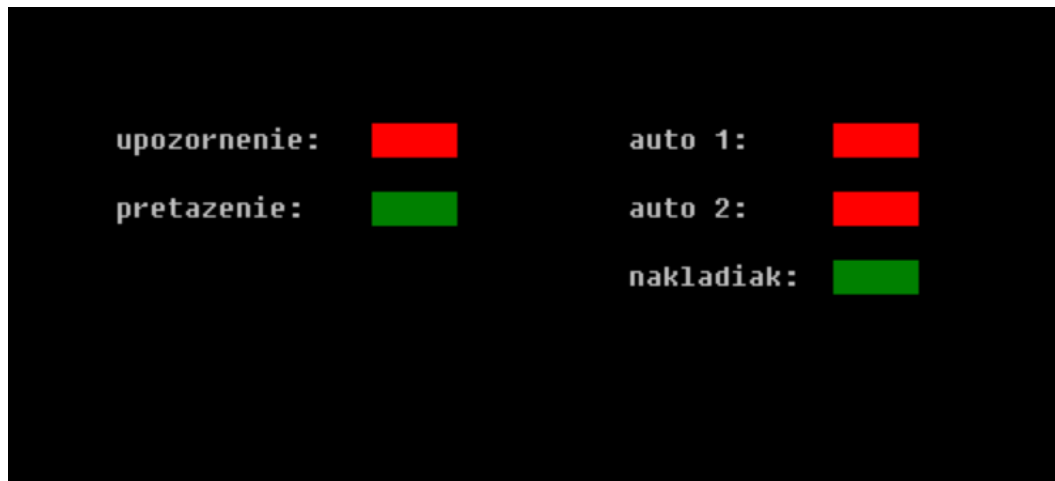 upozornenie:
pretazenie:
auto 1:
auto 2:
nakladiak: